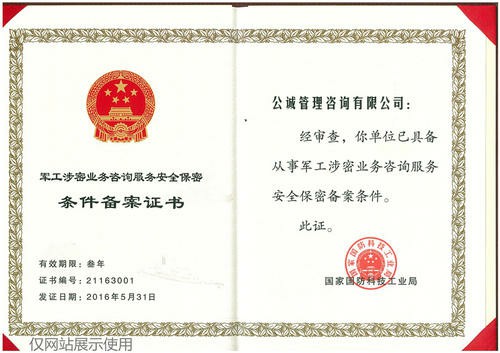 军工涉密业务咨询服务安全保密
条件备案证书
有效期限：叁年
证书编号：21163001
发证日期：2016年5月31日
公诚管理咨询有限公司：
经审查，你单位已具备
从事军工涉密业务咨询服务
安全保密备案条件。
此证。
国家国防科技工业局
国家国防科技工业局
仅网站展示使用